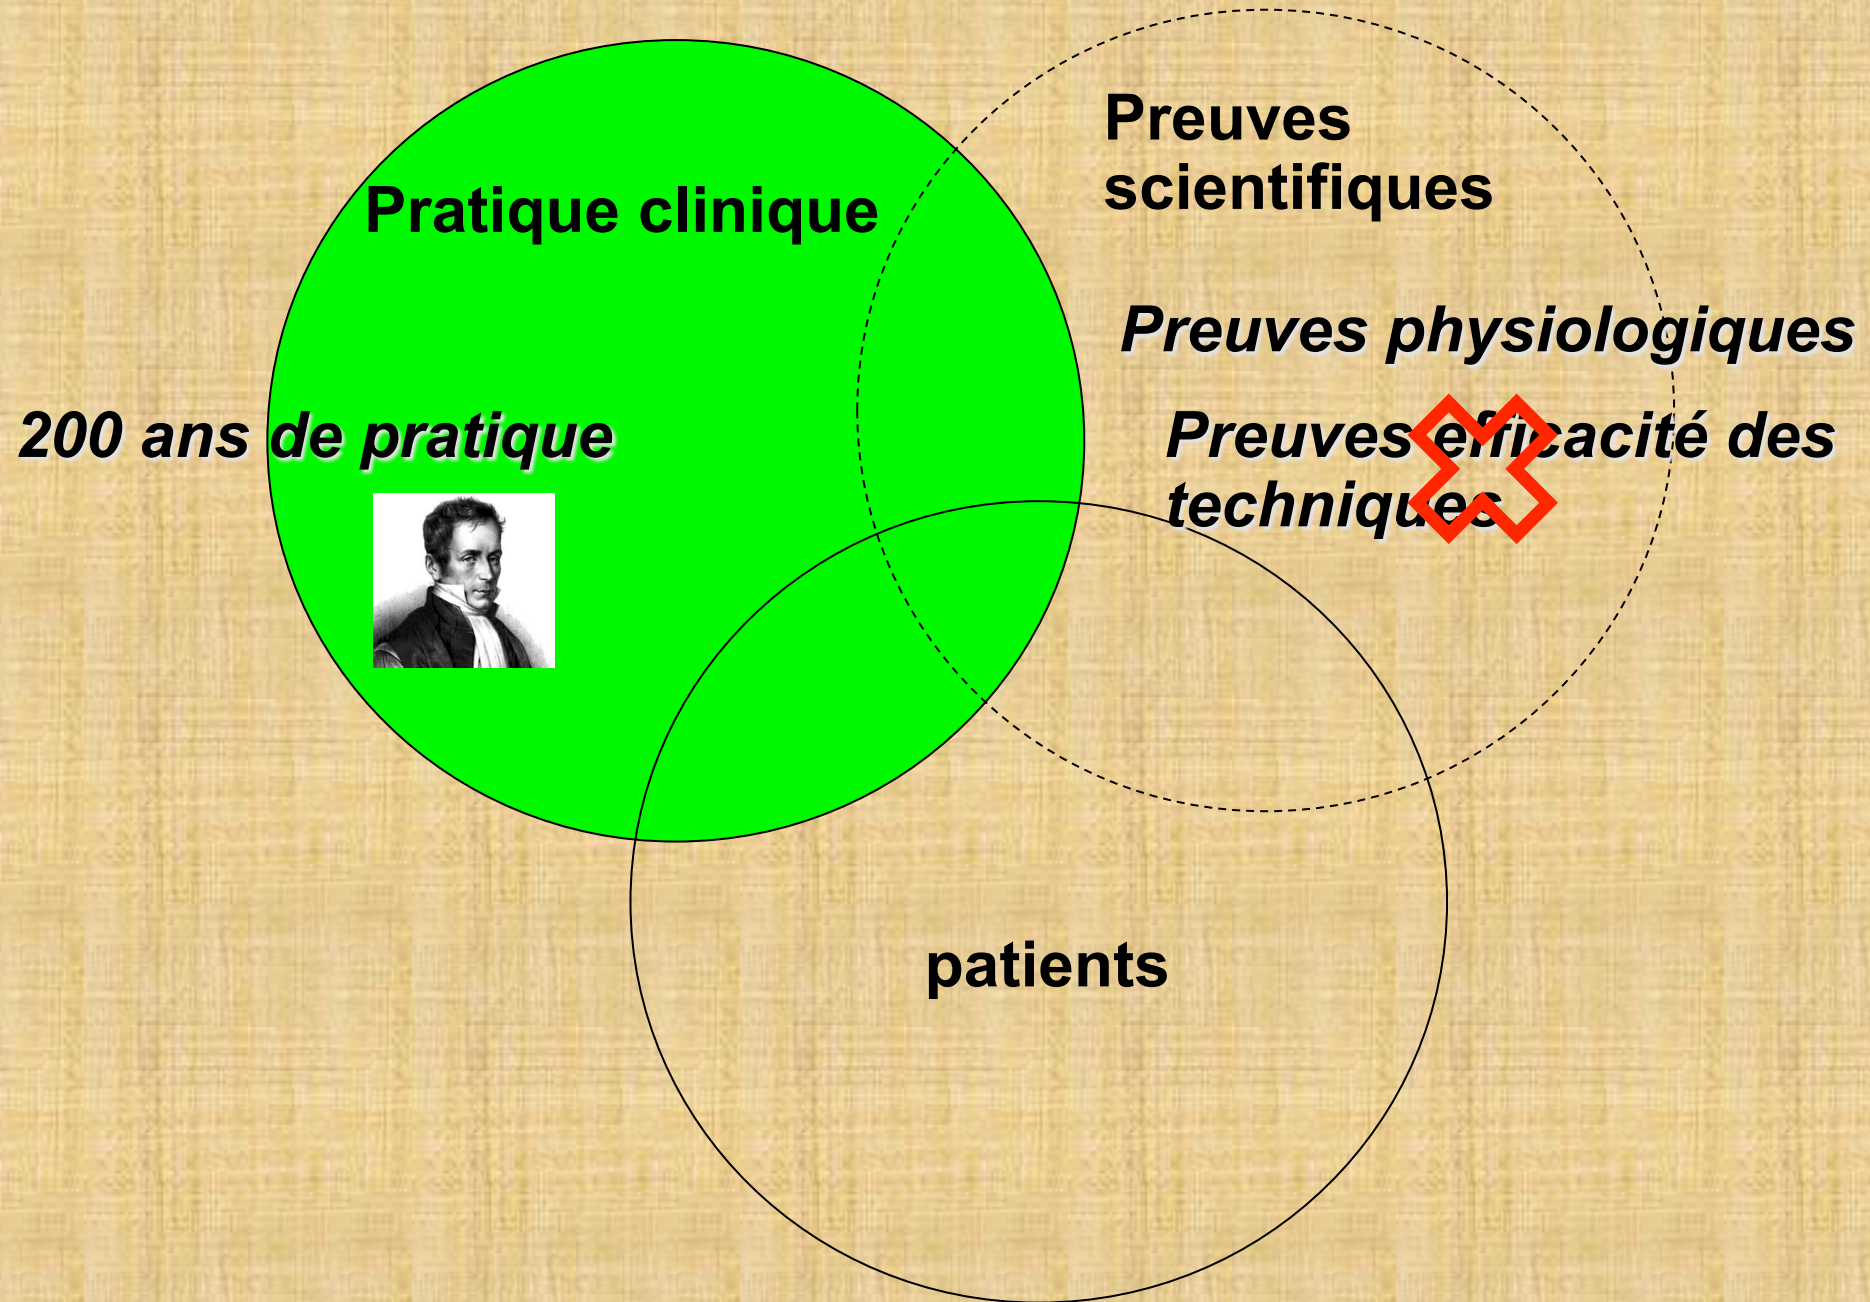 Preuves
scientifiques
Pratique clinique
Preuves physiologiques
200 ans de pratique
Preuves efficacité des
techniques
patients